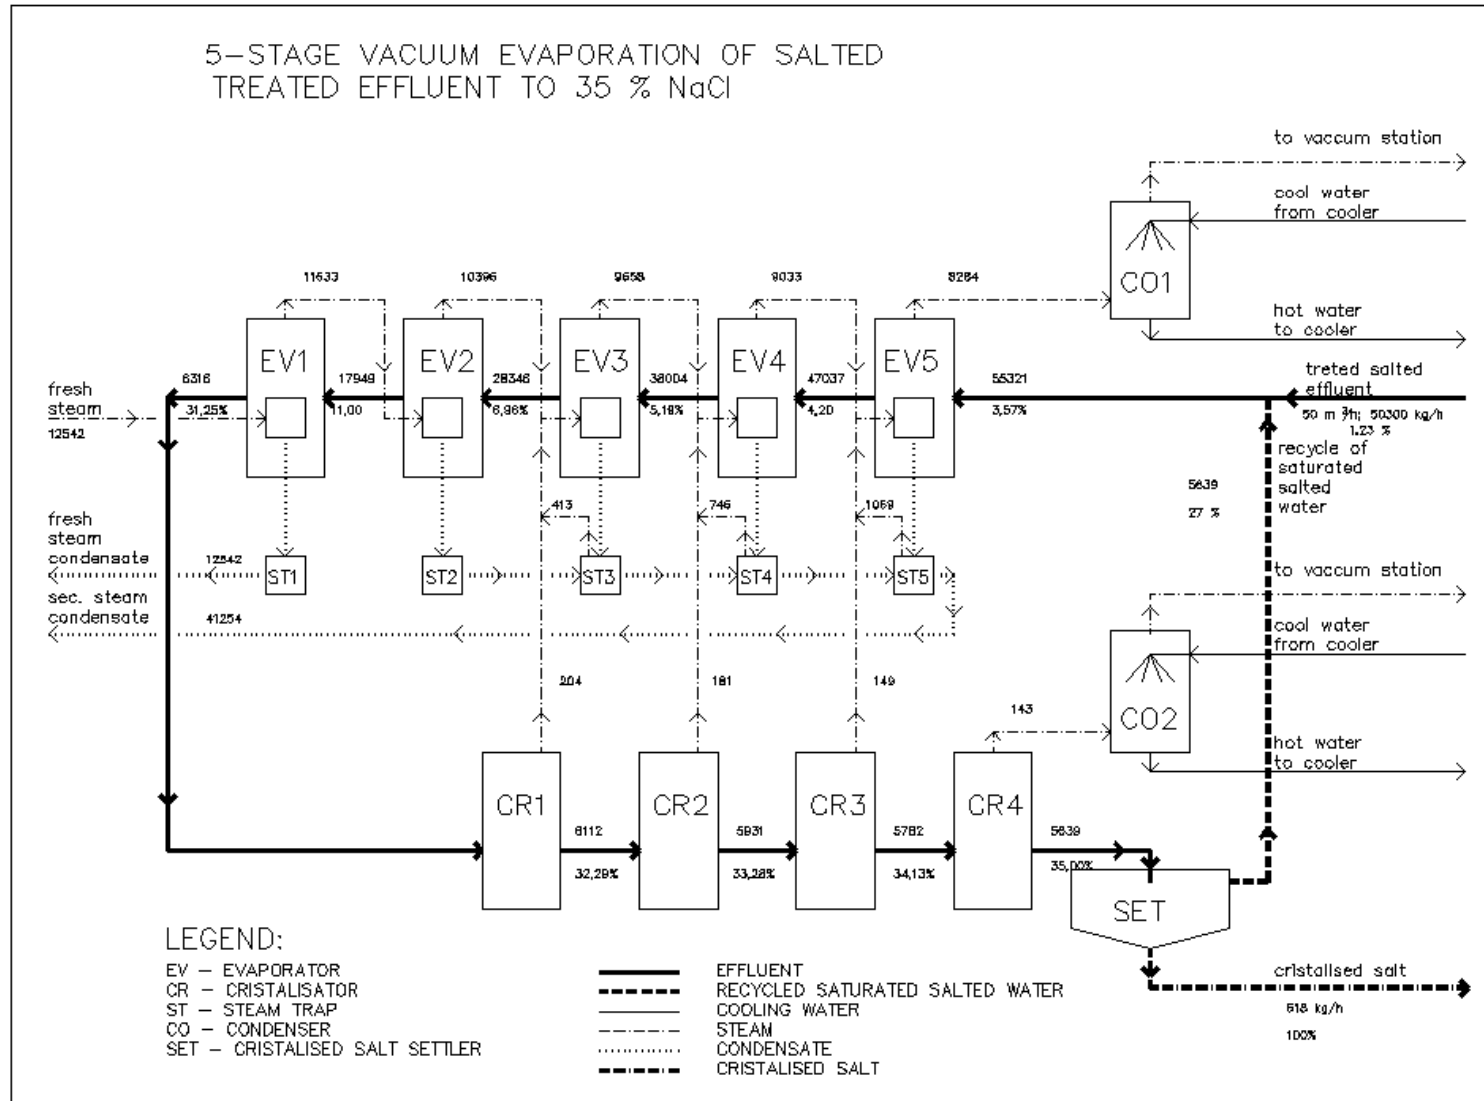 5-STAGE VACUUM EVAPORATION OF SALTED
TREATED EFFLUENT TO 35 % NaCl
to vaccum station
cool water
from cooler
CO1
hot water
to cooler
11633
10396
9658
9033
8284
EV1
EV2
EV3
EV4
EV5
6316
17949
28346
38004
47037
55321
31,25%
11,00
6,96%
5,18%
4,20
3,57%
fresh
steam
12542
treted salted
effluent
50 m³/h; 50300 kg/h
1.23 %
recycle of
saturated
salted
water
5639
27 %
413
746
1059
fresh
steam
condensate
12542
ST1
ST2
ST3
ST4
ST5
sec. steam
condensate
41254
to vaccum station
cool water
from cooler
CO2
hot water
to cooler
204
181
149
143
CR1
CR2
CR3
CR4
6112
5931
5782
5639
32,29%
33,28%
34,13%
35,00%
SET
cristalised salt
618 kg/h
100%
LEGEND:
EV - EVAPORATOR
CR - CRISTALISATOR
ST - STEAM TRAP
CO - CONDENSER
SET - CRISTALISED SALT SETTLER
EFFLUENT
RECYCLED SATURATED SALTED WATER
COOLING WATER
STEAM
CONDENSATE
CRISTALISED SALT